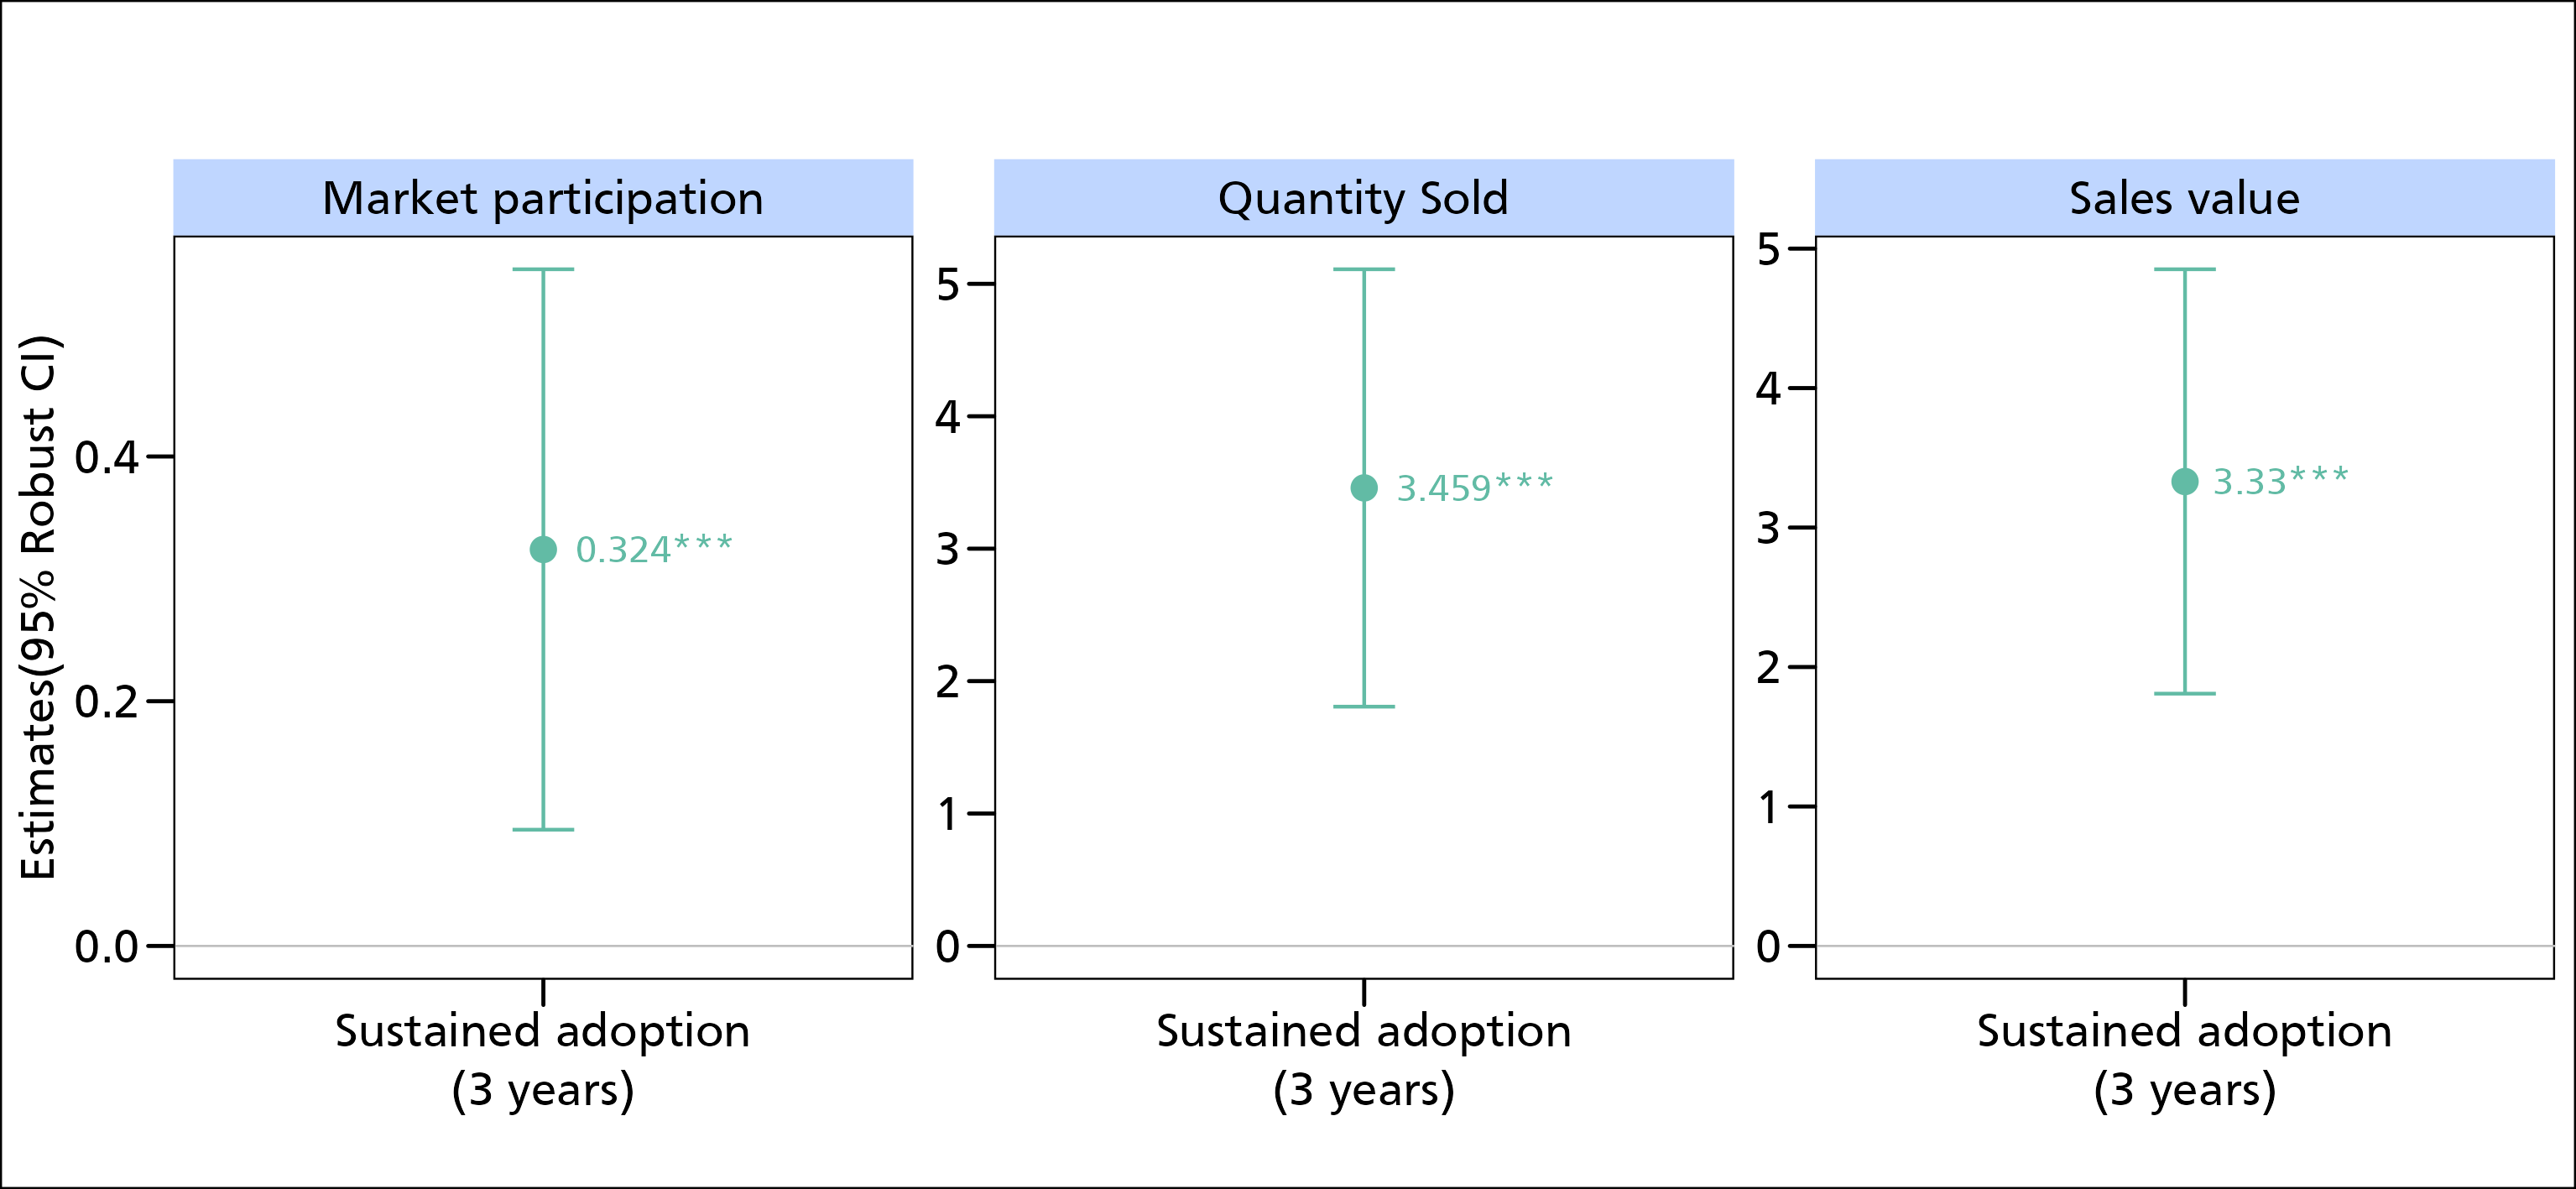 Market participation
Quantity Sold
Sales value
Estimates(95% Robust CI)
0.4
0.2
0.0
0.324***
Sustained adoption
(3 years)
5
4
3
2
1
0
3.459***
Sustained adoption
(3 years)
5
4
3
2
1
0
3.33***
Sustained adoption
(3 years)